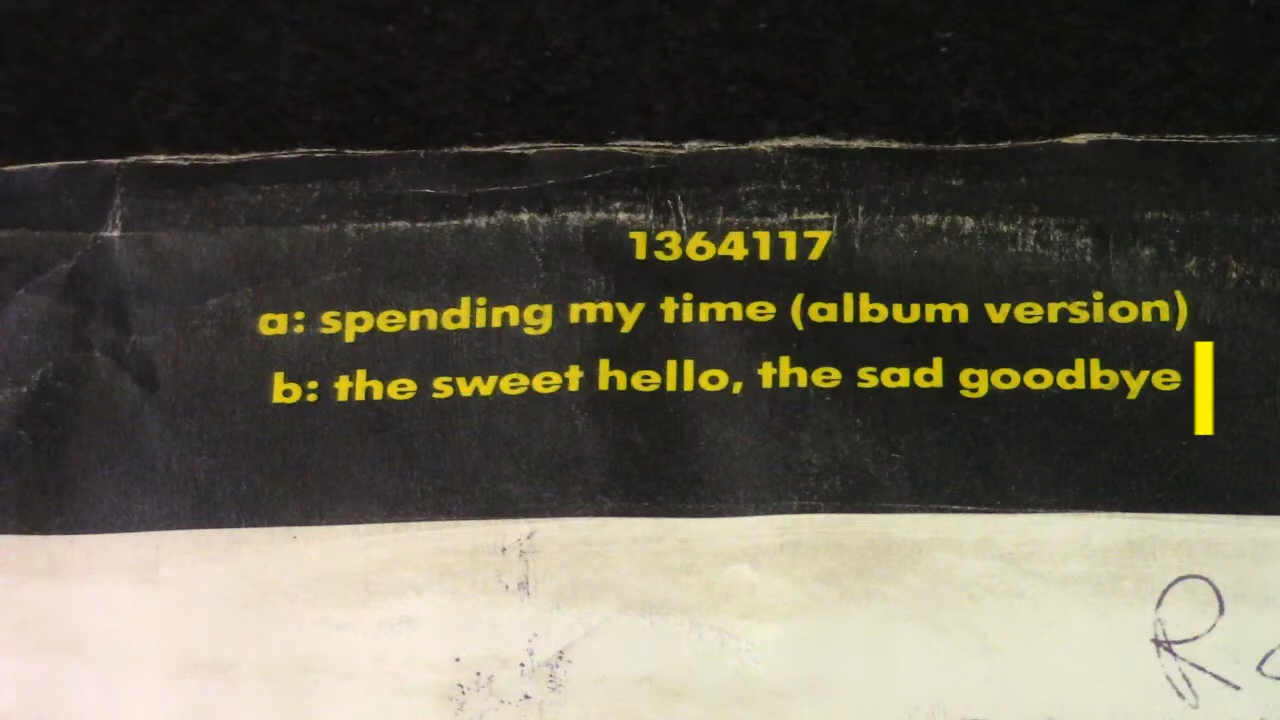 1364117
a: spending my time (album version)
b: the sweet hello, the sad goodbye
R